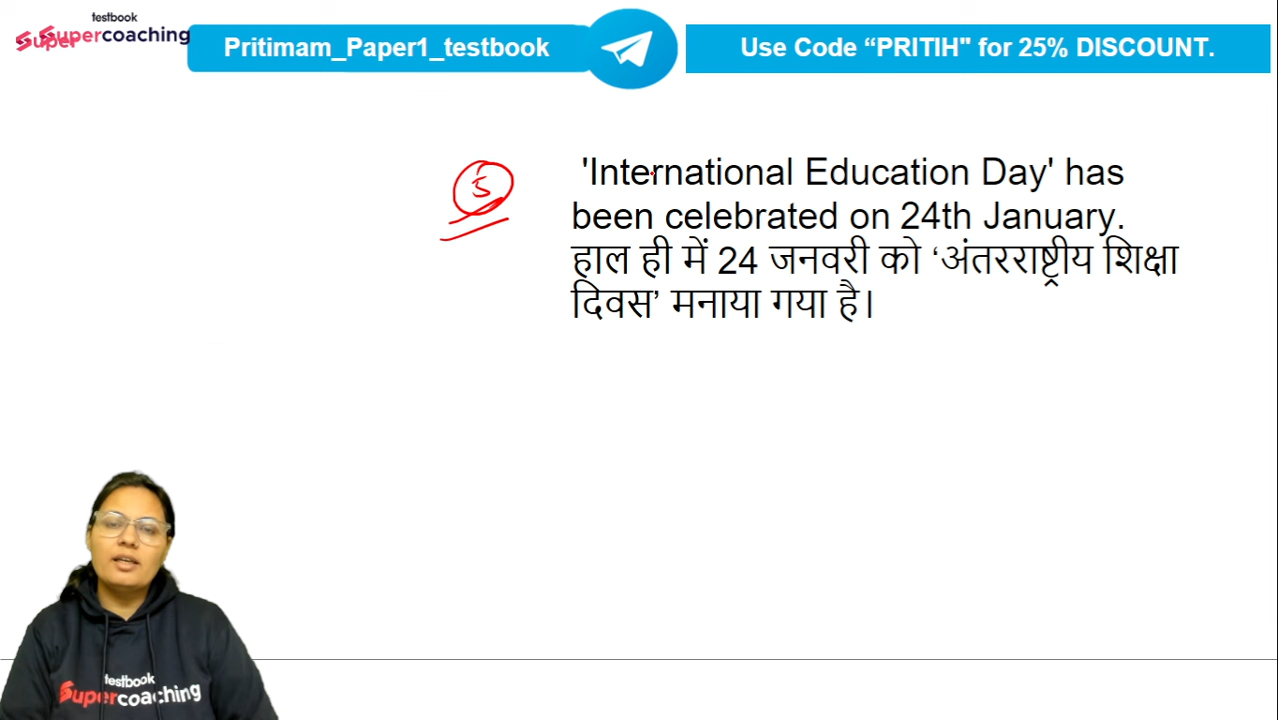 testbook
Supercoaching
Super
Pritimam_Paper1_testbook
Use Code “PRITIH" for 25% DISCOUNT.
5
'International Education Day' has
been celebrated on 24th January.
हाल ही में 24 जनवरी को ‘अंतरराष्ट्रीय शिक्षा
दिवस’ मनाया गया है।
testbook
Supercoaching